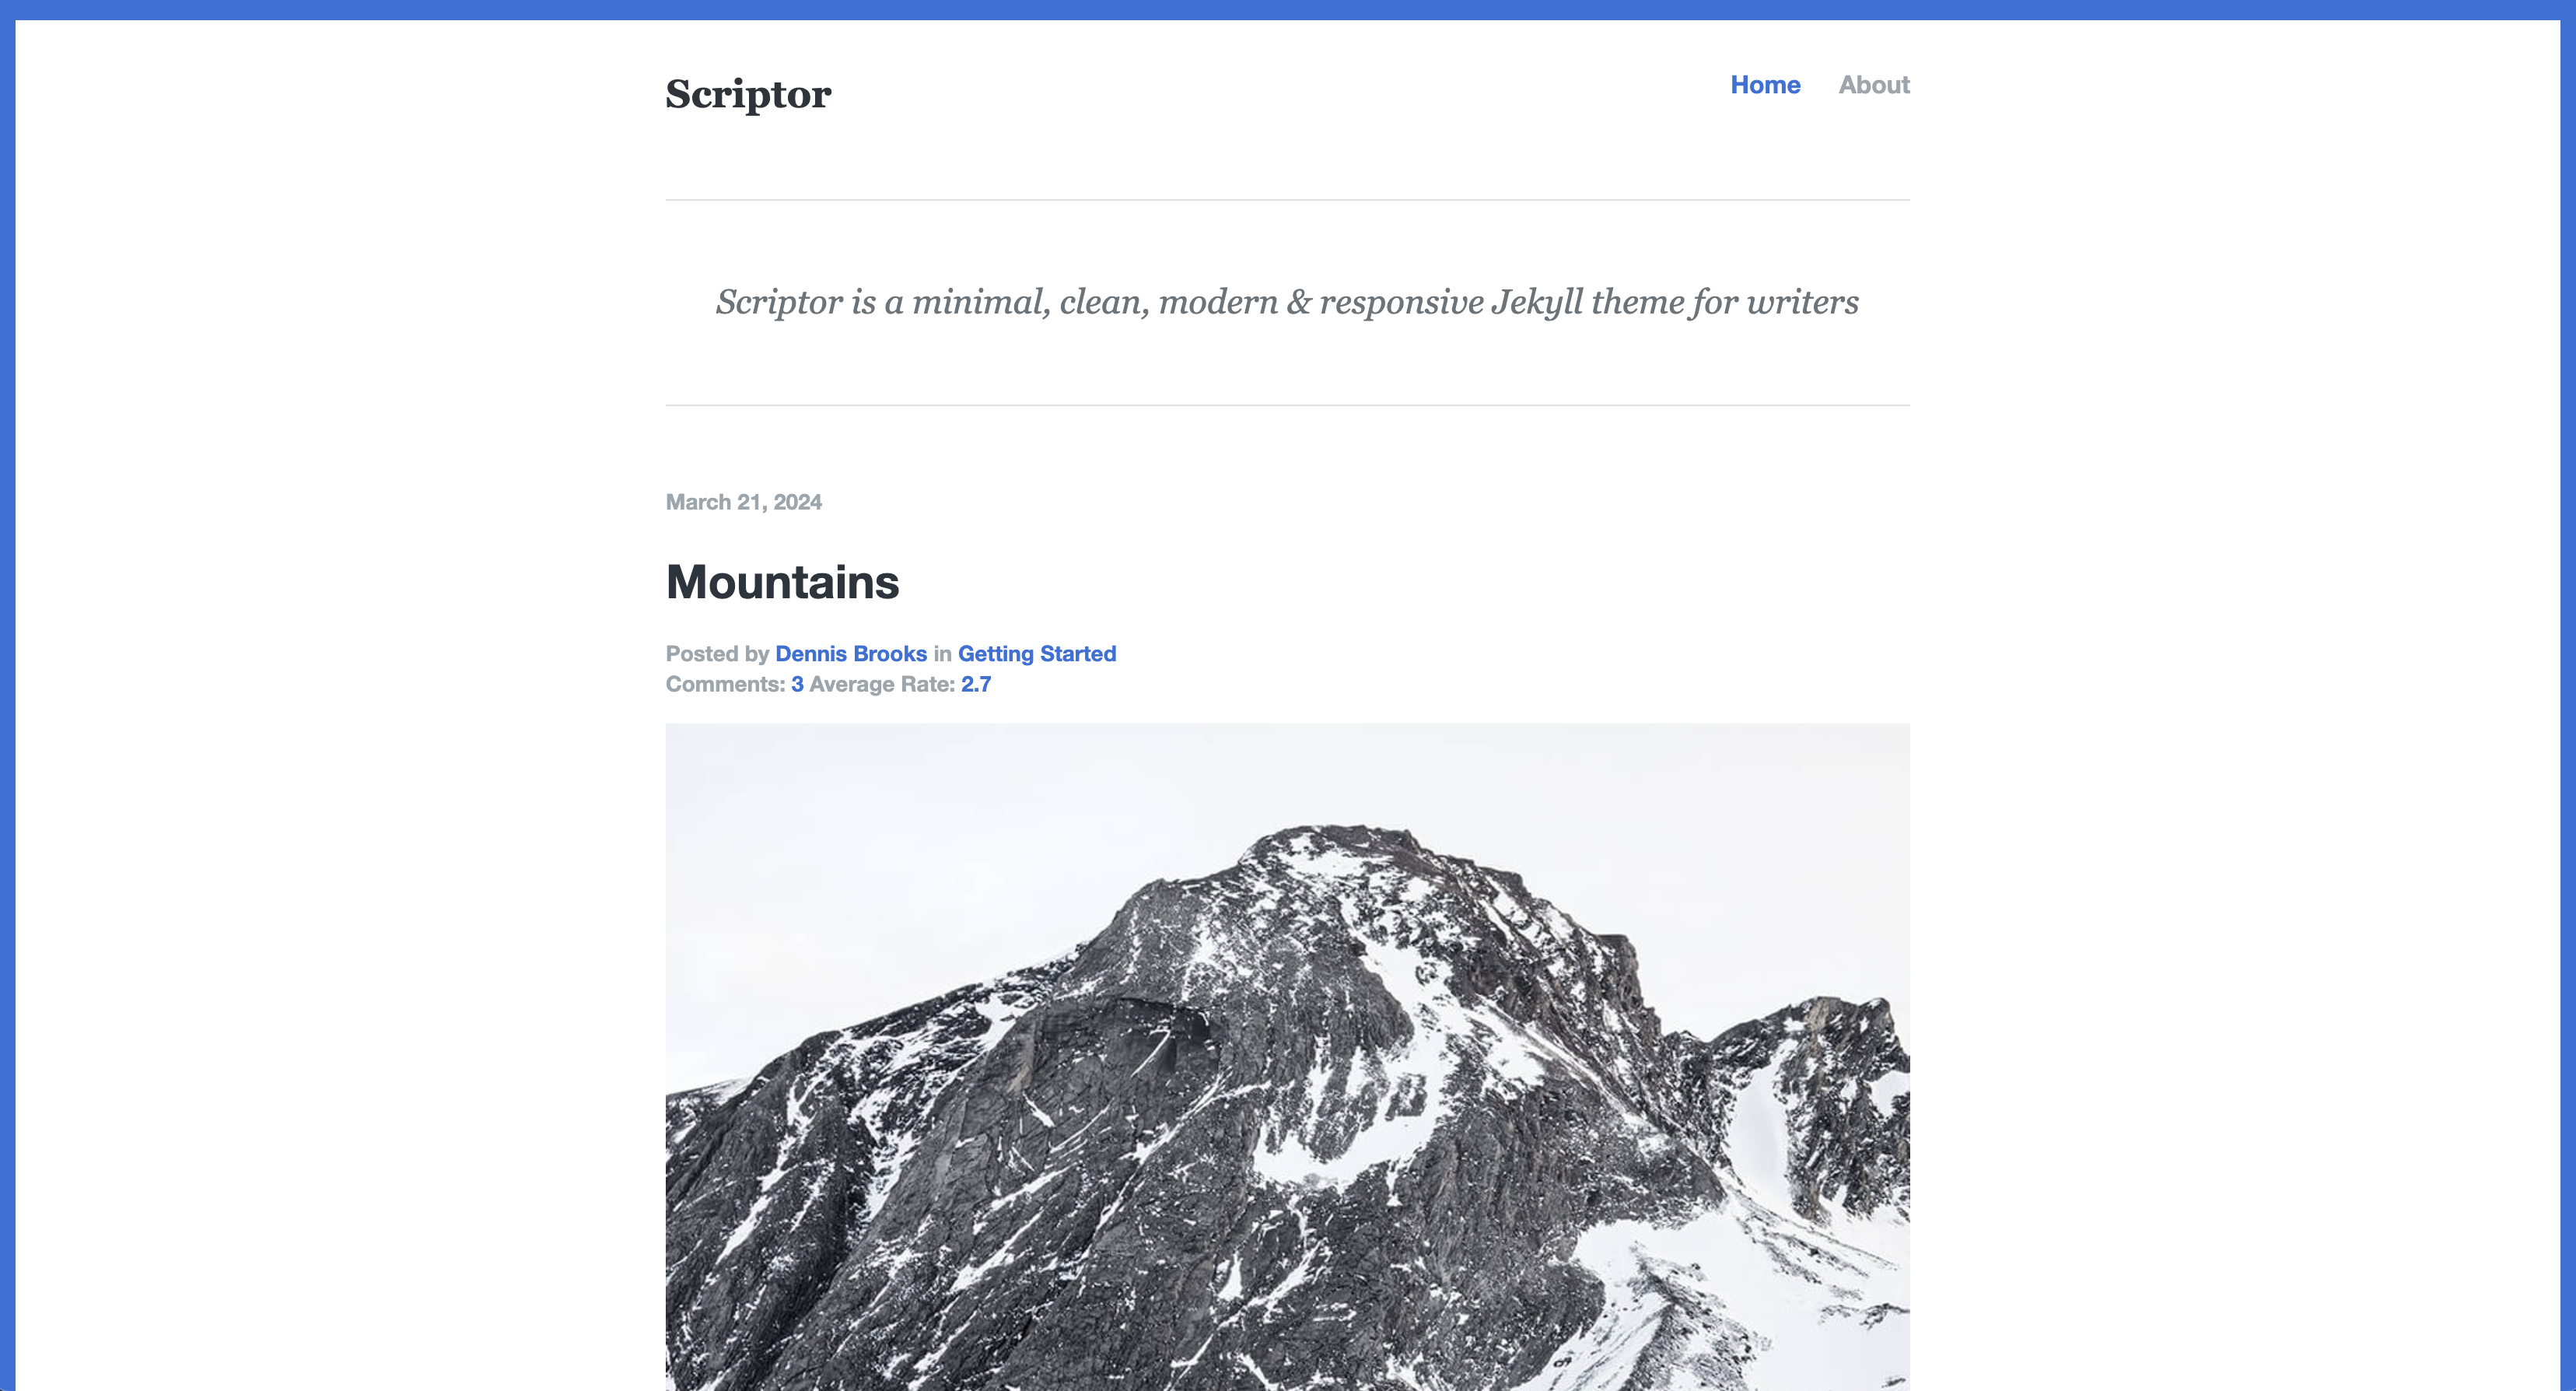 Scriptor
Home About
Scriptor is a minimal, clean, modern & responsive Jekyll theme for writers
March 21, 2024
Mountains
Posted by Dennis Brooks in Getting Started
Comments: 3 Average Rate: 2.7